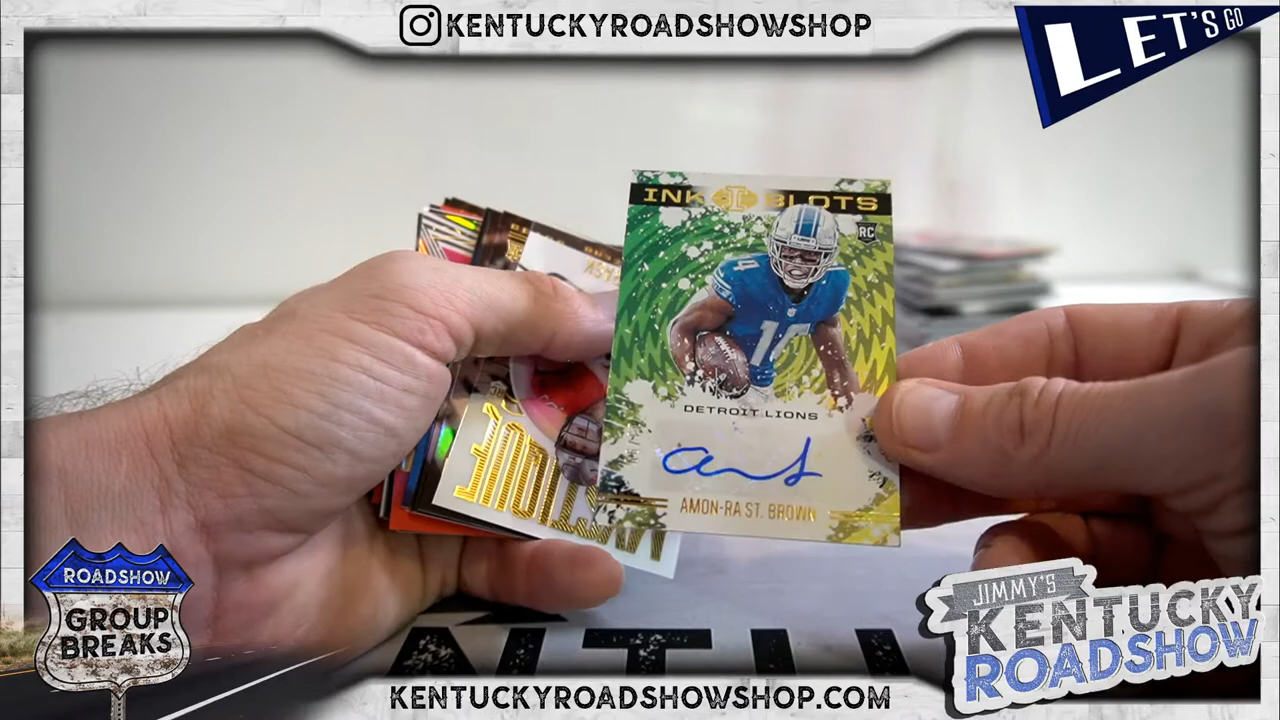 KENTUCKYROADSHOWSHOP
LET'S GO
INK I BLOTS
RC
14
DETROIT LIONS
AMON-RA ST. BROWN
ROADSHOW
GROUP
BREAKS
JIMMY'S
KENTUCKY
ROADSHOW
KENTUCKYROADSHOWSHOP.COM